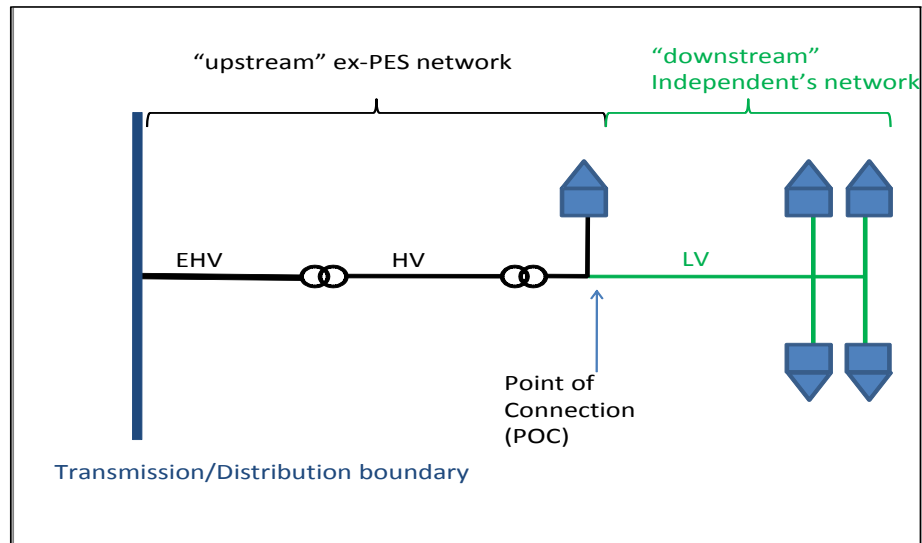 “upstream” ex-PES network
“downstream”
Independent’s network
EHV
HV
LV
Point of
Connection
(POC)
Transmission/Distribution boundary